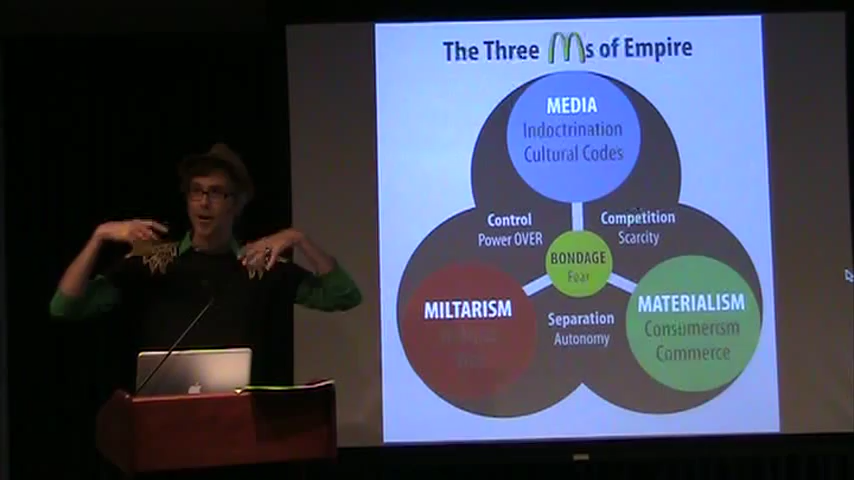 The Three Ms of Empire
MEDIA
Indoctrination
Cultural Codes
Control
Power OVER
Competition
Scarcity
BONDAGE
Fear
MILTARISM
MATERIALISM
Consumerism
Commerce
Separation
Autonomy